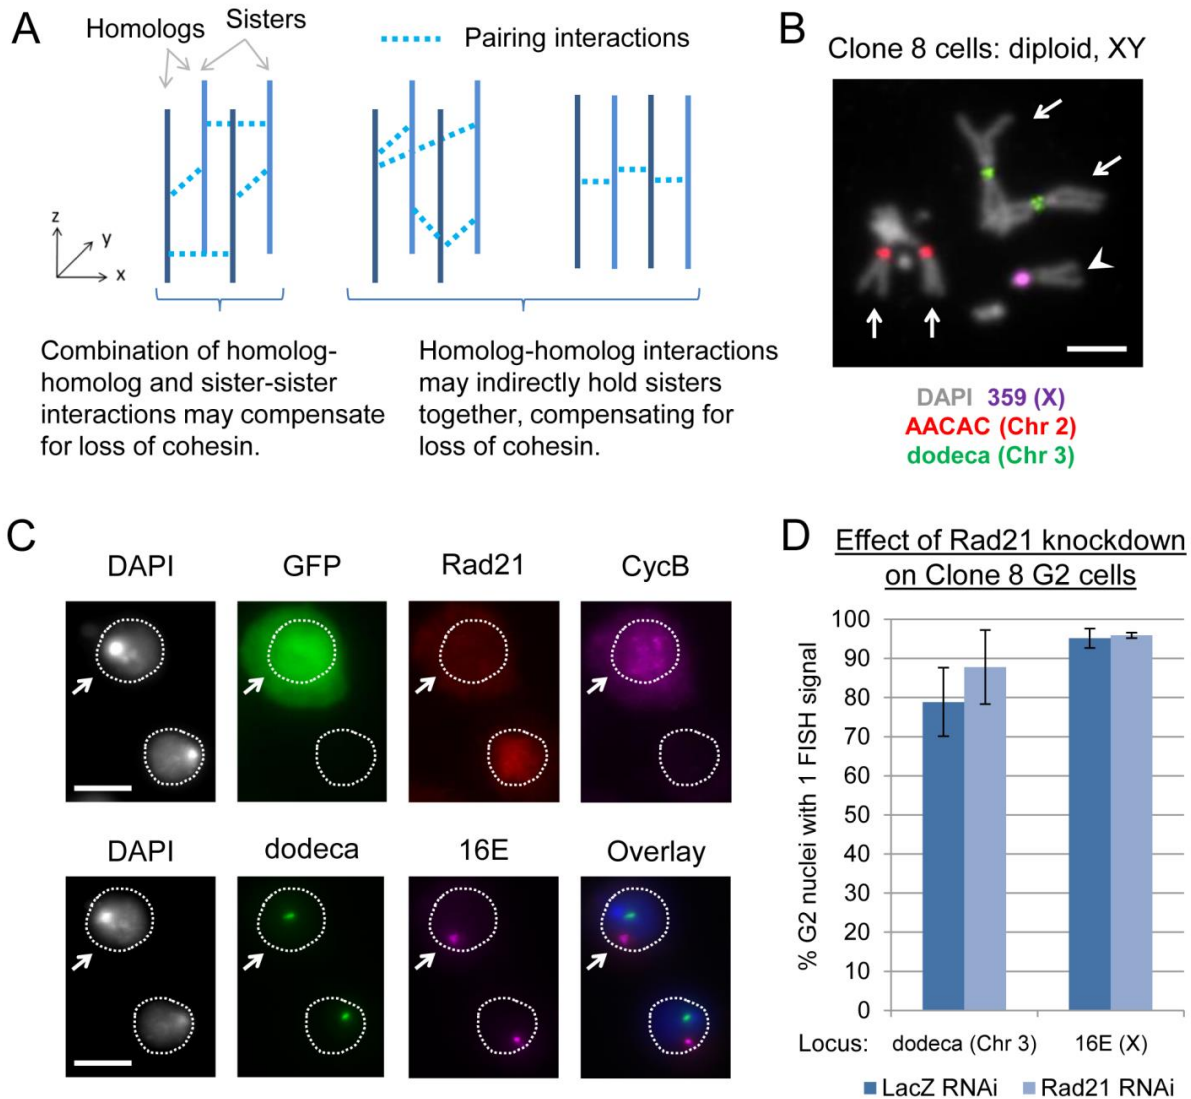 A
Homologs
Sisters
Pairing interactions
z
y
x
Combination of homolog-
homolog and sister-sister
interactions may compensate
for loss of cohesin.
Homolog-homolog interactions
may indirectly hold sisters
together, compensating for
loss of cohesin.
B
Clone 8 cells: diploid, XY
DAPI 359 (X)
AACAC (Chr 2)
dodeca (Chr 3)
C
DAPI GFP Rad21 CycB
DAPI dodeca 16E Overlay
D
Effect of Rad21 knockdown
on Clone 8 G2 cells
% G2 nuclei with 1 FISH signal
100
90
80
70
60
50
40
30
20
10
0
Locus: dodeca (Chr 3) 16E (X)
LacZ RNAi Rad21 RNAi